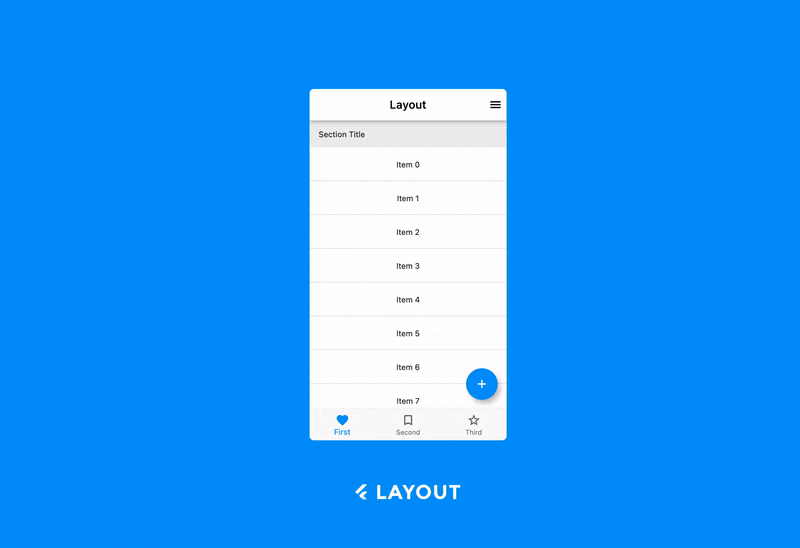 Layout
Section Title
Item 0
Item 1
Item 2
Item 3
Item 4
Item 5
Item 6
Item 7
First
Second
Third
LAYOUT